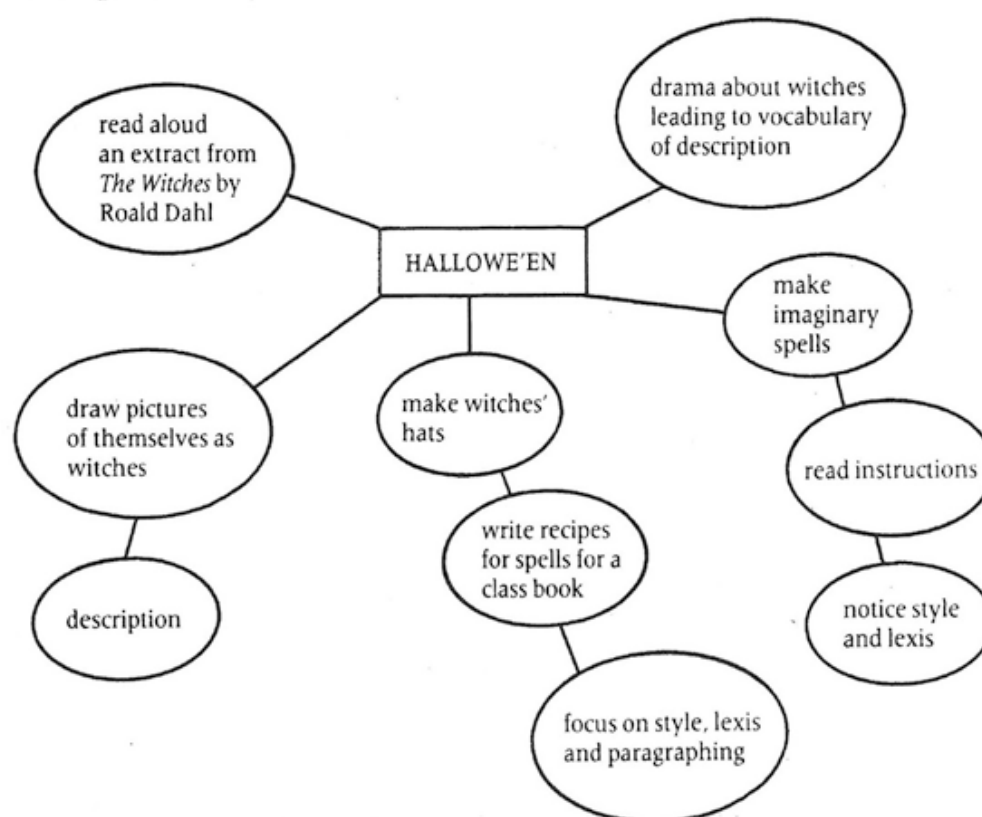 read aloud
an extract from
The Witches by
Roald Dahl
drama about witches
leading to vocabulary
of description
HALLOWE'EN
make
imaginary
spells
draw pictures
of themselves as
witches
make witches'
hats
read instructions
write recipes
for spells for a
class book
description
notice style
and lexis
focus on style, lexis
and paragraphing